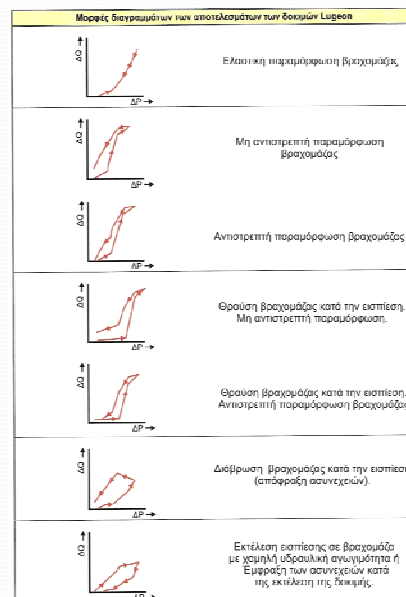 Μορφές διαγραμμάτων των αποτελεσμάτων των δοκιμών Lugeon
ΔQ
ΔP
Ελαστική παραμόρφωση βραχομάζας
ΔQ
ΔP
Μη αντιστρεπτή παραμόρφωση
βραχομάζας
ΔQ
ΔP
Αντιστρεπτή παραμόρφωση βραχομάζας
ΔQ
ΔP
Θραύση βραχομάζας κατά την εισπίεση.
Μη αντιστρεπτή παραμόρφωση.
ΔQ
ΔP
Θραύση βραχομάζας κατά την εισπίεση.
Αντιστρεπτή παραμόρφωση βραχομάζας
ΔQ
ΔP
Διάβρωση βραχομάζας κατά την εισπίεση
(απόφραξη ασυνεχειών).
ΔQ
ΔP
Εκτέλεση εισπίεσης σε βραχομάζα
με χαμηλή υδραυλική αγωγιμότητα ή
Έμφραξη των ασυνεχειών κατά
της εκτέλεση της δοκιμής.